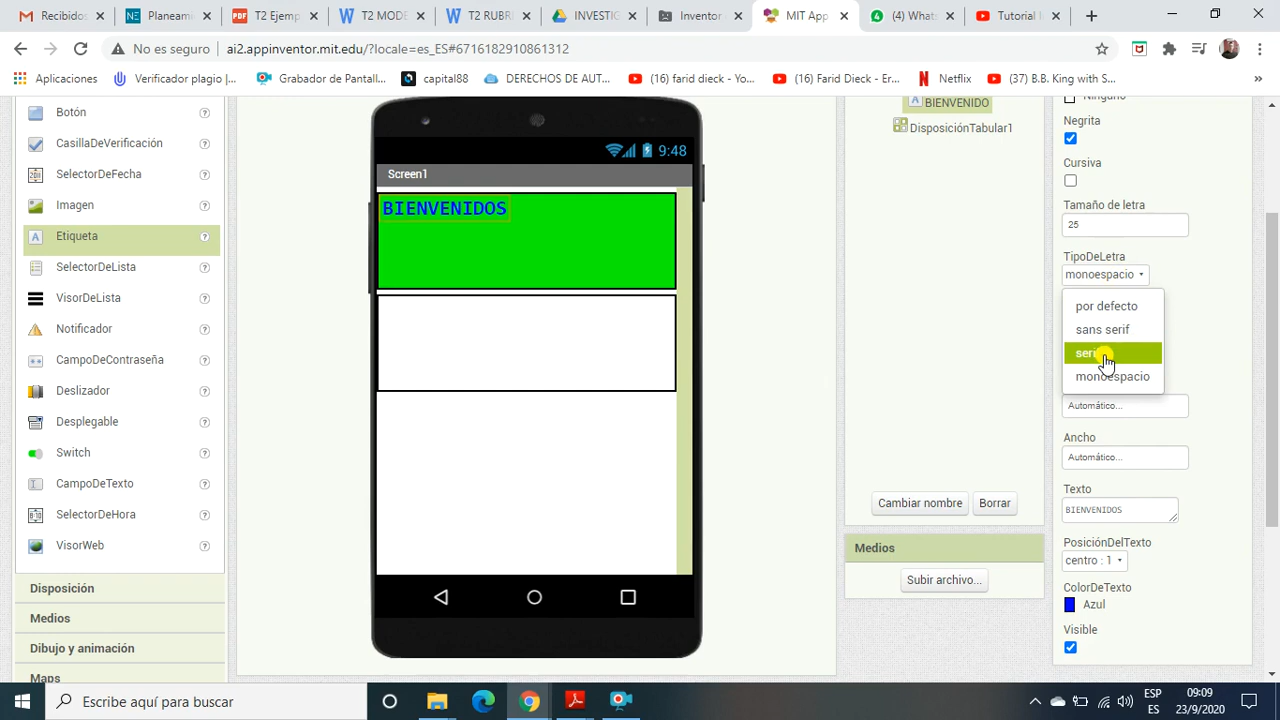 Recibidos
Planeami
T2 Ejem
T2 MODE
T2 RUBRI
INVESTIG
Inventor
MIT App
(4) Whats
Tutorial In
No es seguro
ai2.appinventor.mit.edu/?locale=es_ES#6716182910861312
Aplicaciones
Verificador plagio |...
Grabador de Pantall...
capital88
DERECHOS DE AUT...
(16) farid dieck - Yo...
(16) Farid Dieck - Er...
Netflix
(37) B.B. King with S...
»
Botón
CasillaDeVerificación
SelectorDeFecha
Imagen
Etiqueta
SelectorDeLista
VisorDeLista
Notificador
CampoDeContraseña
Deslizador
Desplegable
Switch
CampoDeTexto
SelectorDeHora
VisorWeb
Disposición
Medios
Dibujo y animación
Maps
9:48
Screen1
BIENVENIDOS
BIENVENIDO
DisposiciónTabular1
Cambiar nombre
Borrar
Medios
Subir archivo...
Ninguno
Negrita
Cursiva
Tamaño de letra
25
TipoDeLetra
monoespacio
por defecto
sans serif
monoespacio
Automático...
Ancho
Automático...
Texto
BIENVENIDOS
PosiciónDelTexto
centro : 1
ColorDeTexto
Azul
Visible
Escribe aquí para buscar
ESP
ES
09:09
23/9/2020